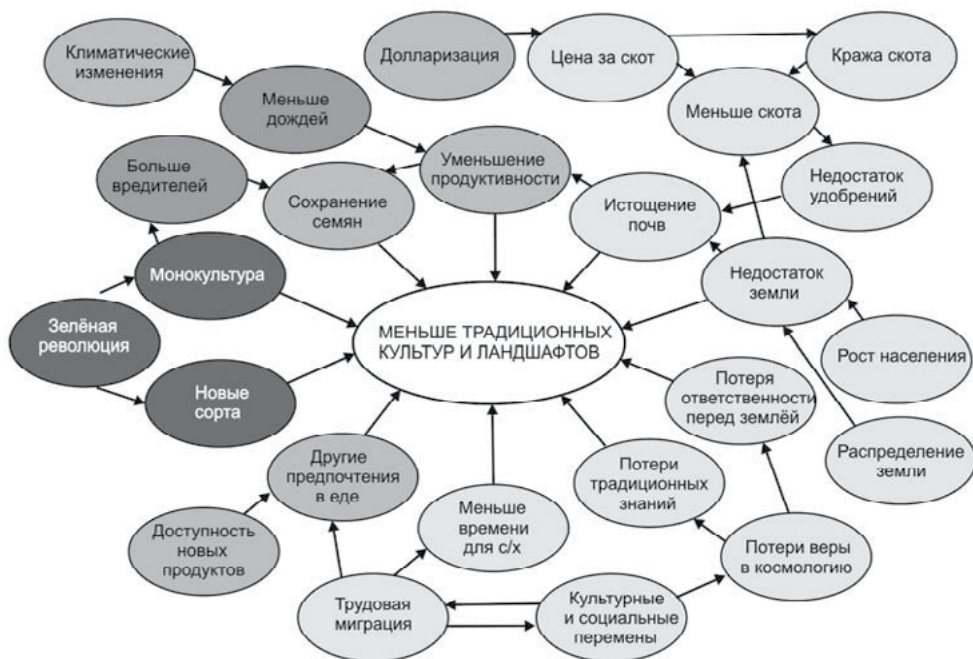 Климатические
изменения
Долларизация
Цена за скот
Кража скота
Меньше
дождей
Меньше скота
Больше
вредителей
Уменьшение
продуктивности
Сохранение
семян
Истощение
почв
Недостаток
удобрений
Монокультура
Недостаток
земли
Зелёная
революция
МЕНЬШЕ ТРАДИЦИОННЫХ
КУЛЬТУР И ЛАНДШАФТОВ
Рост населения
Новые
сорта
Потеря
ответственности
перед землёй
Распределение
земли
Другие
предпочтения
в еде
Потери
традиционных
знаний
Меньше
времени
для с/х
Доступность
новых
продуктов
Потери веры
в космологию
Трудовая
миграция
Культурные
и социальные
перемены